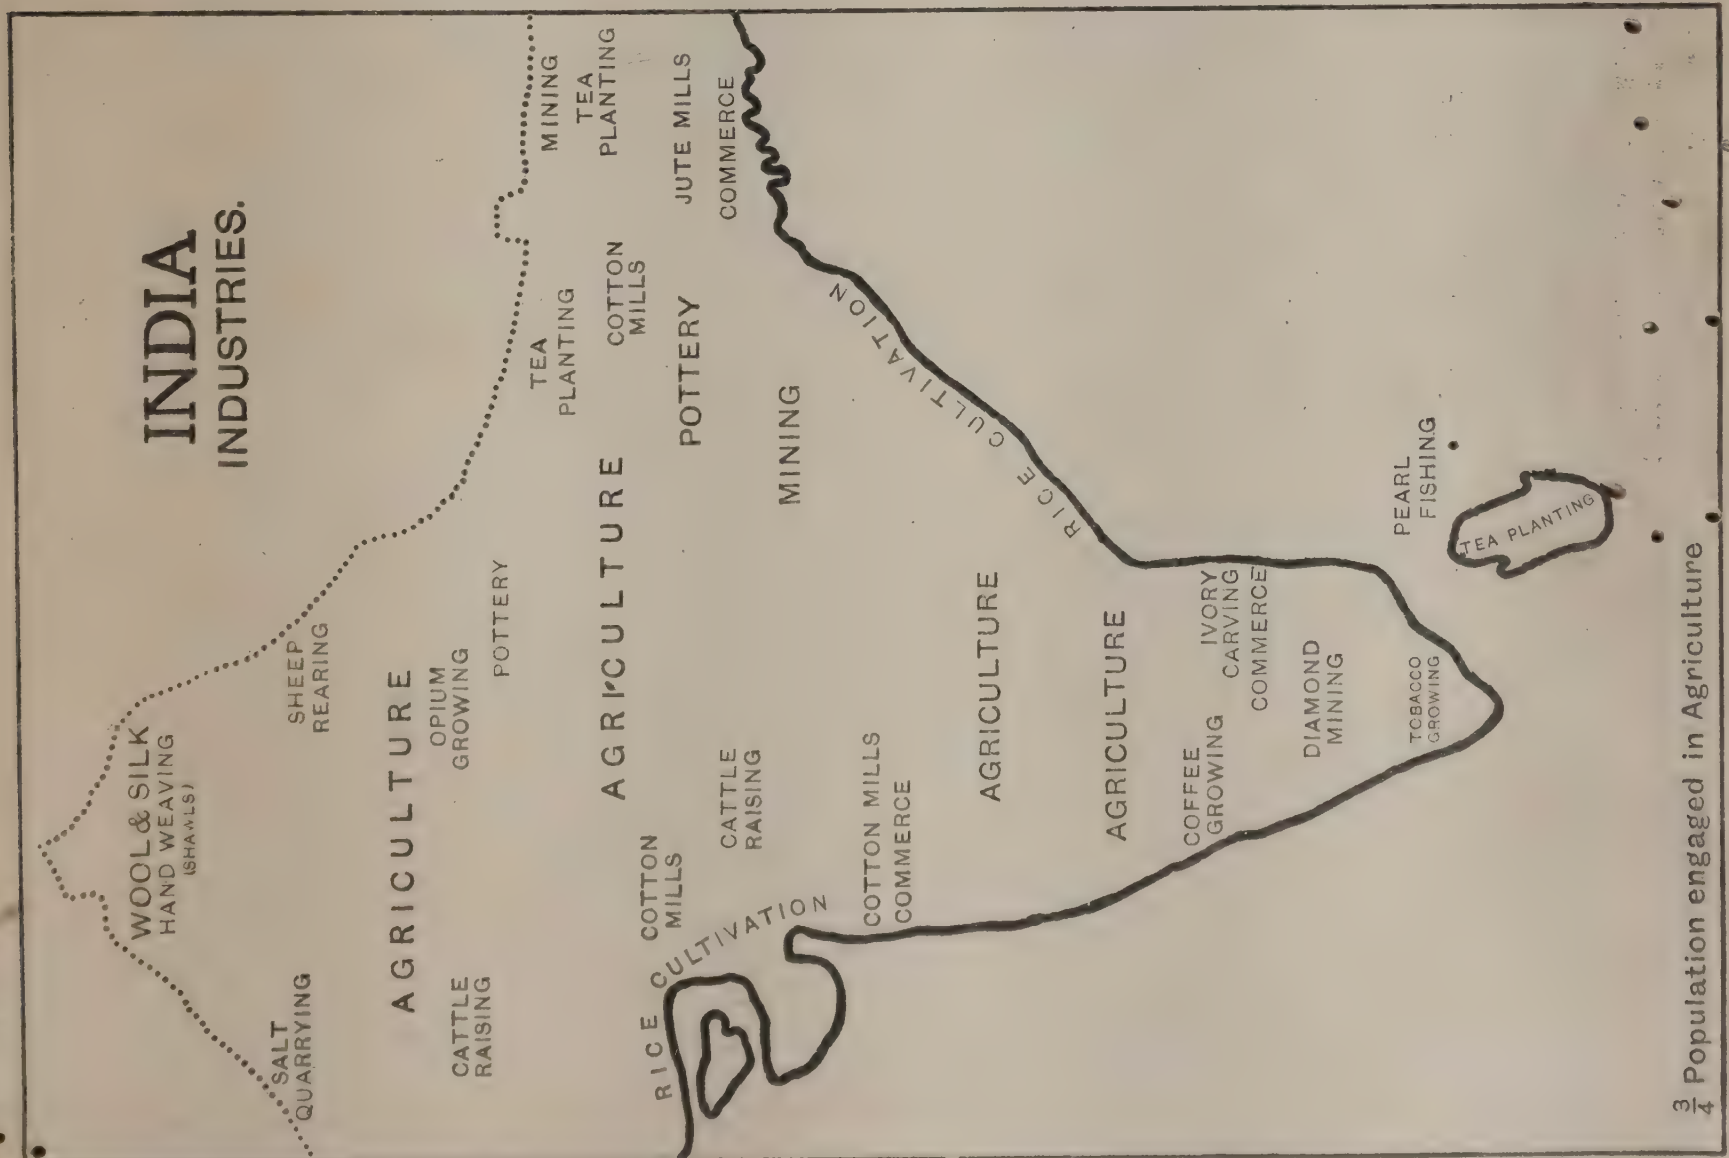 INDIA
INDUSTRIES.
WOOL & SILK
HAND WEAVING
(SHAWLS)
SALT
QUARRYING
SHEEP
REARING
AGRICULTURE
CATTLE
RAISING
OPIUM
GROWING
POTTERY
MINING
TEA
PLANTING
TEA
PLANTING
AGRICULTURE
COTTON
MILLS
JUTE MILLS
COMMERCE
POTTERY
RICE CULTIVATION
COTTON
MILLS
CATTLE
RAISING
MINING
COTTON MILLS
COMMERCE
RICE CULTIVATION
AGRICULTURE
AGRICULTURE
COFFEE
GROWING
IVORY
CARVING
COMMERCE
DIAMOND
MINING
TOBACCO
GROWING
PEARL
FISHING
TEA PLANTING
3/4 Population engaged in Agriculture